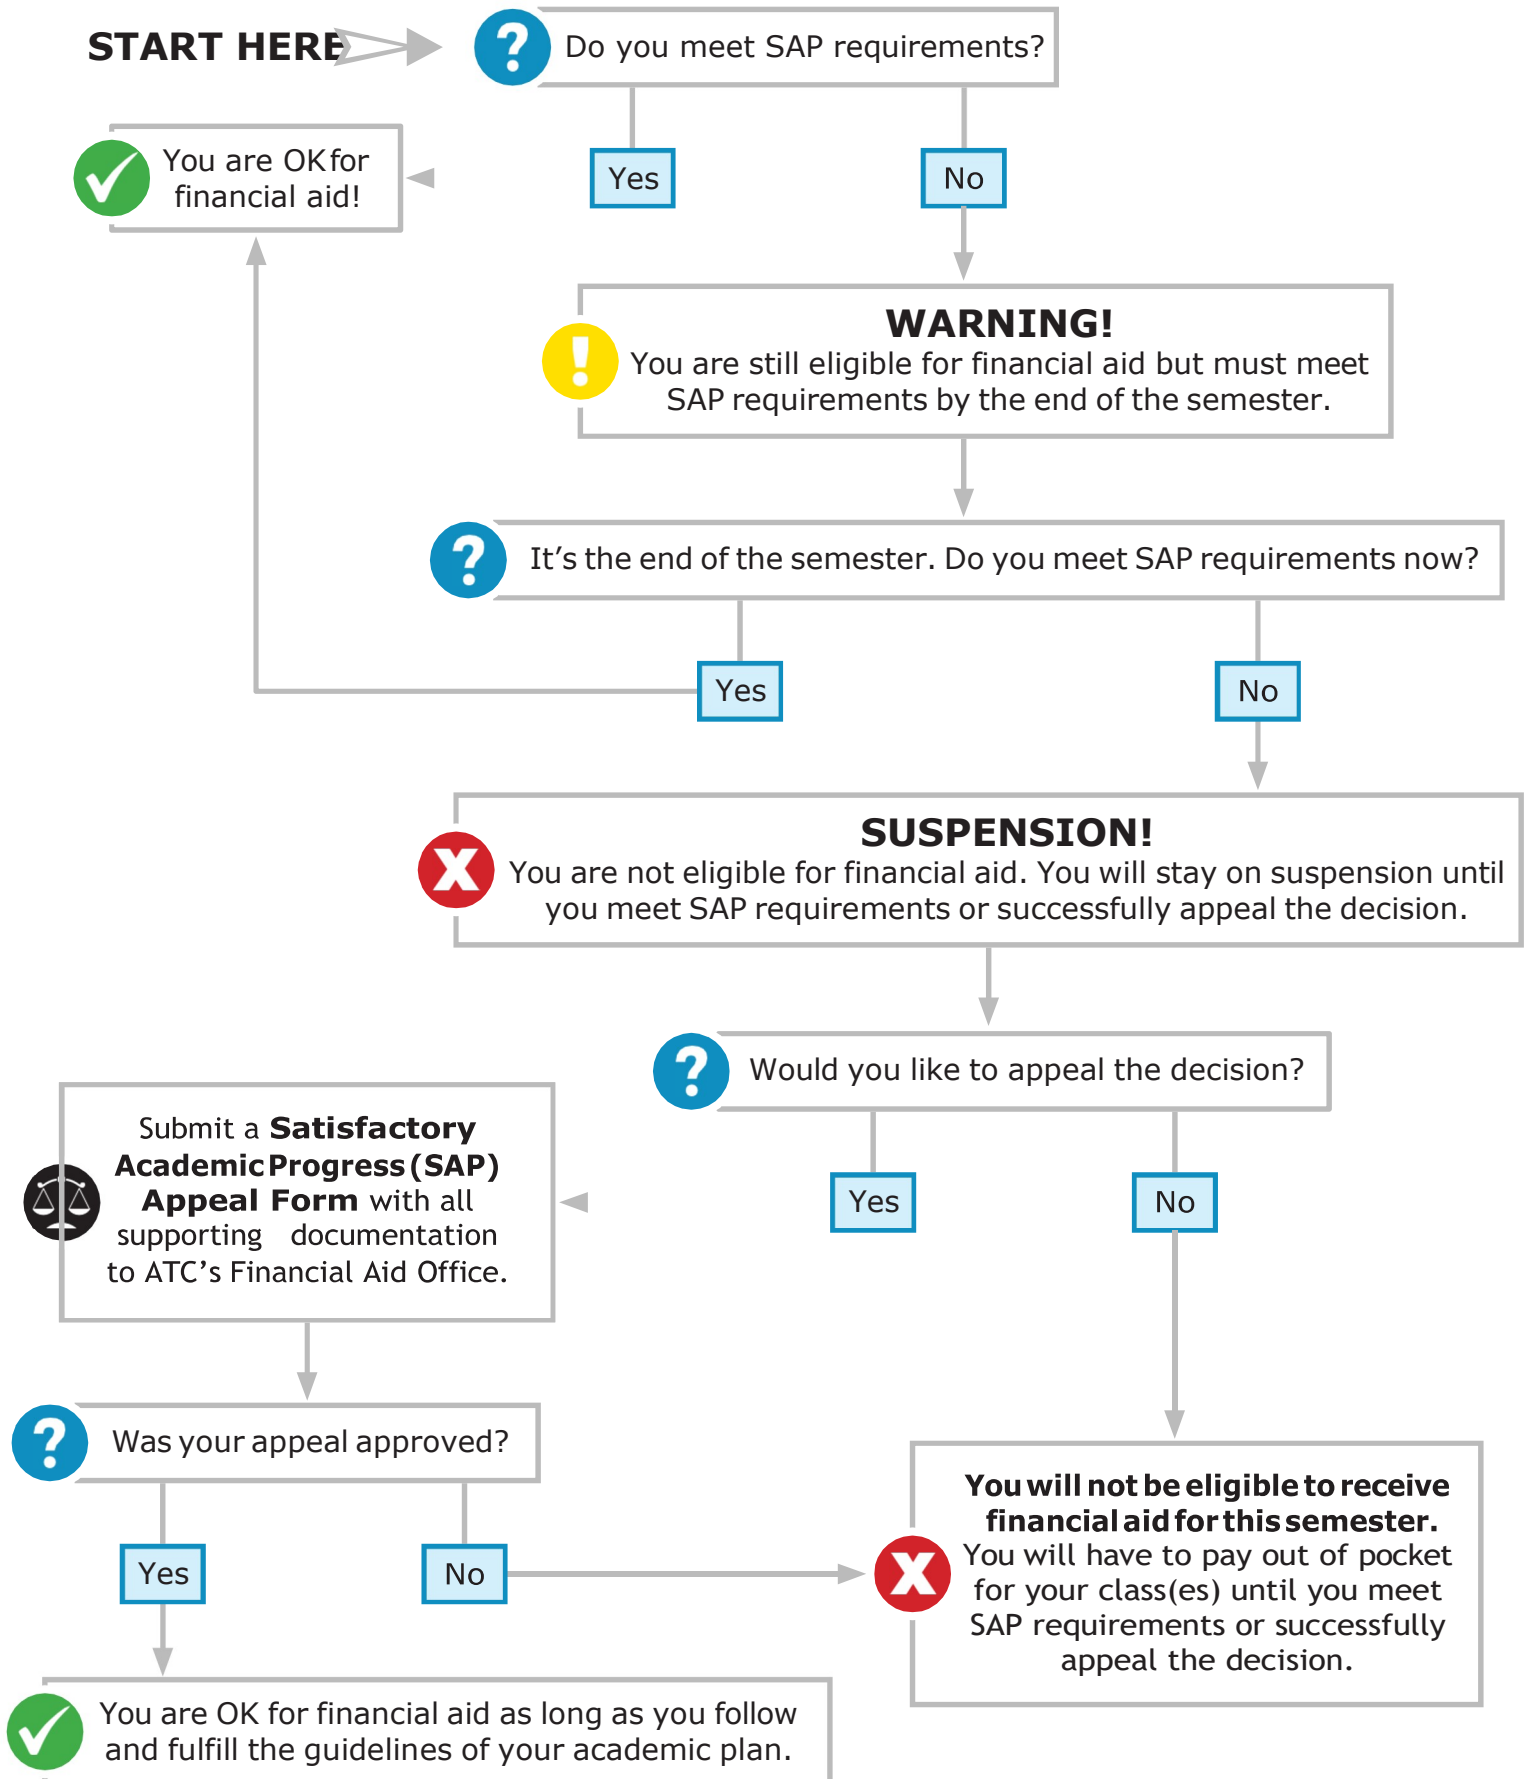 START HERE
Do you meet SAP requirements?
You are OK for
financial aid!
Yes
No
WARNING!
You are still eligible for financial aid but must meet
SAP requirements by the end of the semester.
It’s the end of the semester. Do you meet SAP requirements now?
Yes
No
SUSPENSION!
You are not eligible for financial aid. You will stay on suspension until
you meet SAP requirements or successfully appeal the decision.
Would you like to appeal the decision?
Yes
No
Submit a Satisfactory
Academic Progress (SAP)
Appeal Form with all
supporting documentation
to ATC’s Financial Aid Office.
Was your appeal approved?
Yes
No
You will not be eligible to receive
financial aid for this semester.
You will have to pay out of pocket
for your class(es) until you meet
SAP requirements or successfully
appeal the decision.
You are OK for financial aid as long as you follow
and fulfill the guidelines of your academic plan.